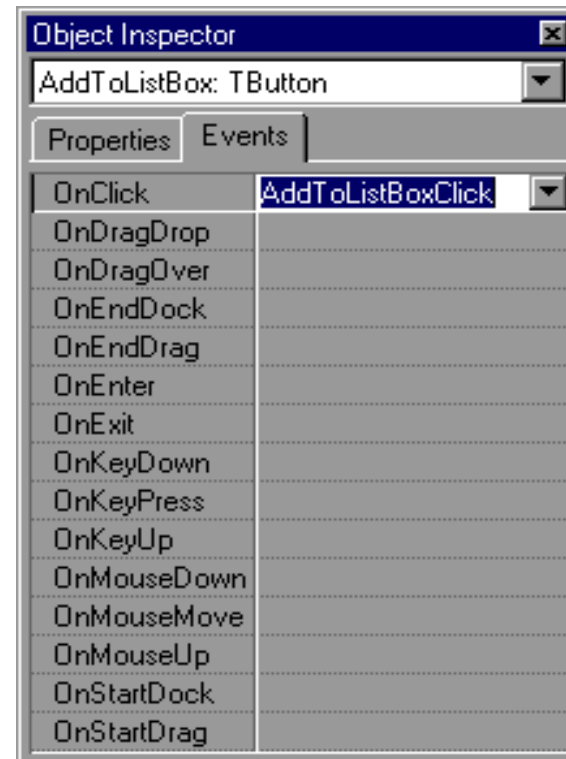 Object Inspector
AddToListBox: TButton
Properties Events
OnClick AddToListBoxClick
OnDragDrop
OnDragOver
OnEndDock
OnEndDrag
OnEnter
OnExit
OnKeyDown
OnKeyPress
OnKeyUp
OnMouseDown
OnMouseMove
OnMouseUp
OnStartDock
OnStartDrag